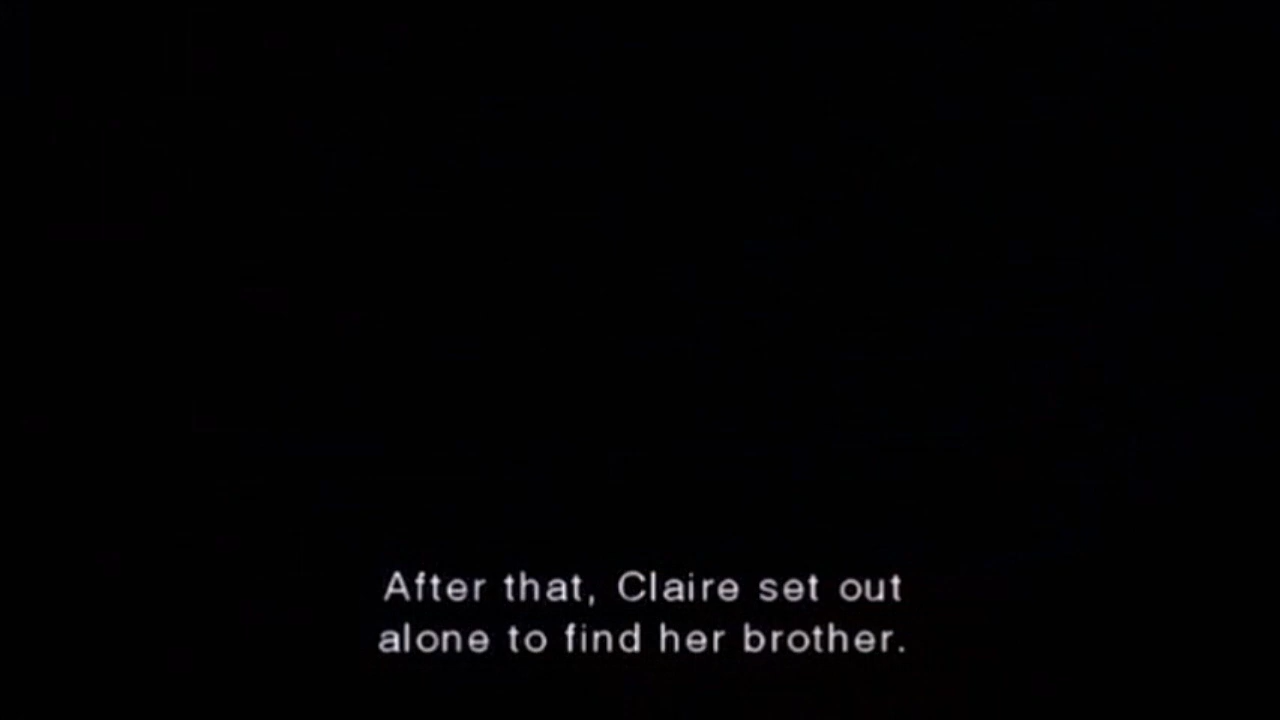 After that, Claire set out
alone to find her brother.